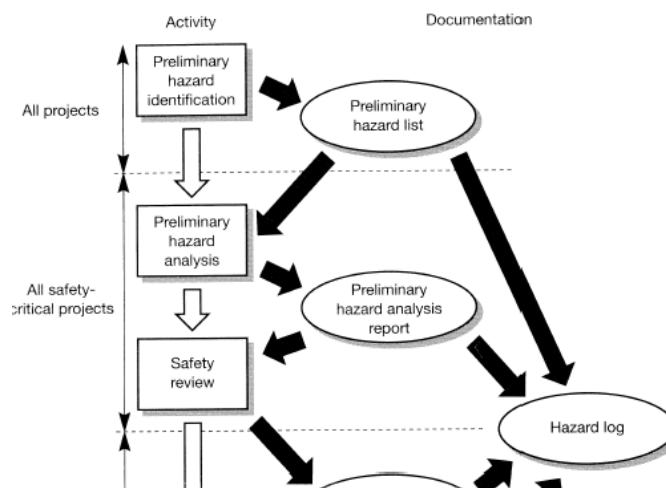 Activity
Documentation
Preliminary
hazard
identification
Preliminary
hazard list
All projects
Preliminary
hazard
analysis
All safety-
critical projects
Preliminary
hazard analysis
report
Safety
review
Hazard log